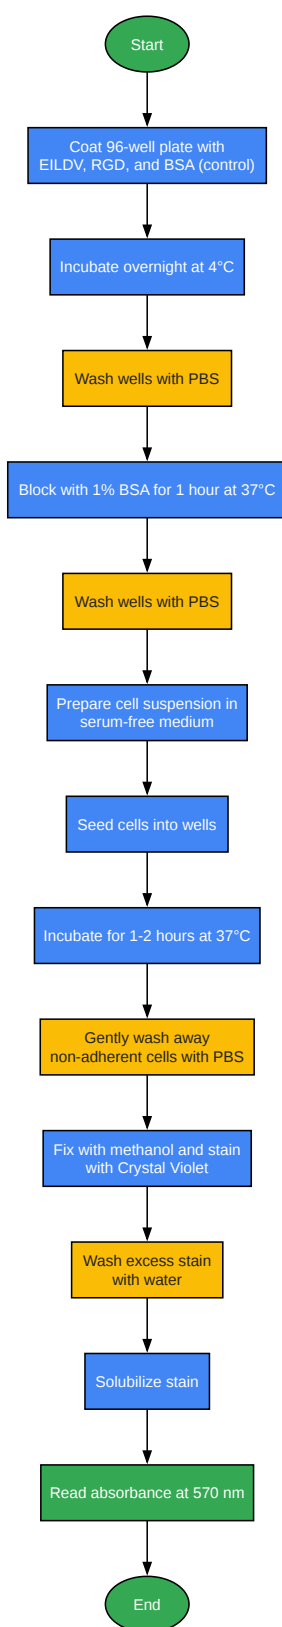 Start
Coat 96-well plate with
EILDV, RGD, and BSA (control)
Incubate overnight at 4°C
Wash wells with PBS
Block with 1% BSA for 1 hour at 37°C
Wash wells with PBS
Prepare cell suspension in
serum-free medium
Seed cells into wells
Incubate for 1-2 hours at 37°C
Gently wash away
non-adherent cells with PBS
Fix with methanol and stain
with Crystal Violet
Wash excess stain
with water
Solubilize stain
Read absorbance at 570 nm
End